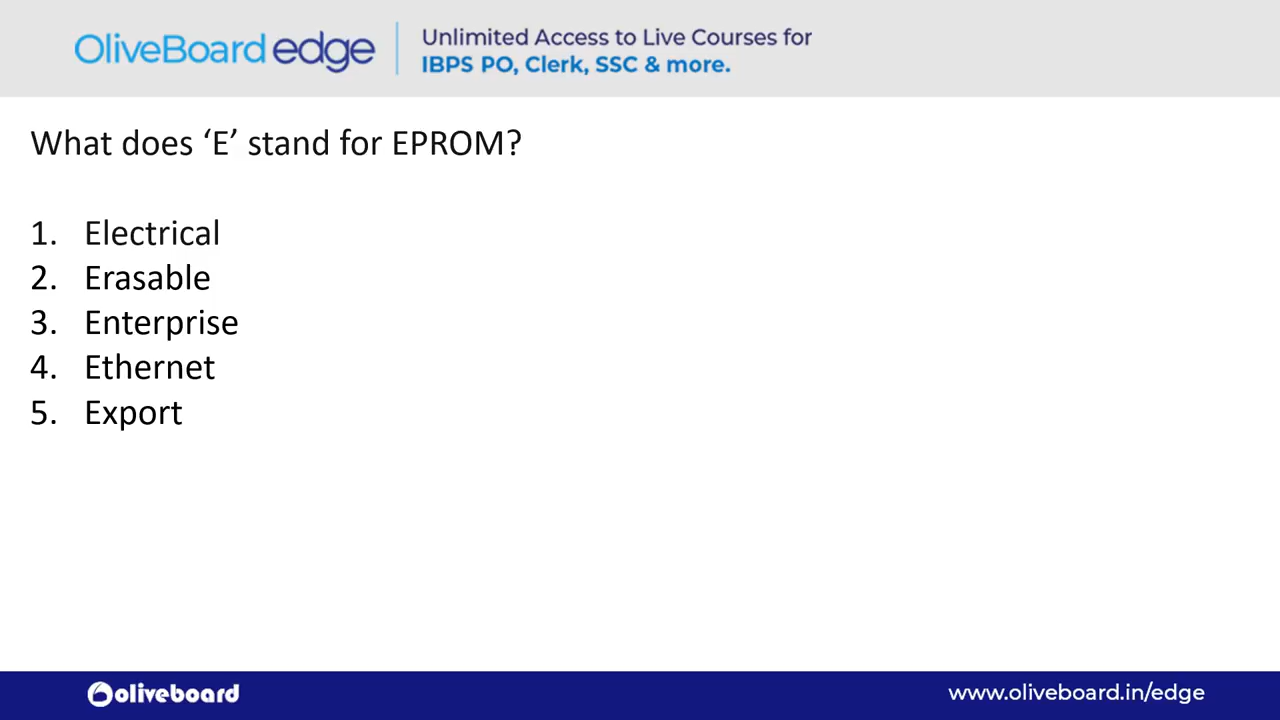 OliveBoard edge
Unlimited Access to Live Courses for
IBPS PO, Clerk, SSC & more.
What does ‘E’ stand for EPROM?
1. Electrical
2. Erasable
3. Enterprise
4. Ethernet
5. Export
oliveboard
www.oliveboard.in/edge